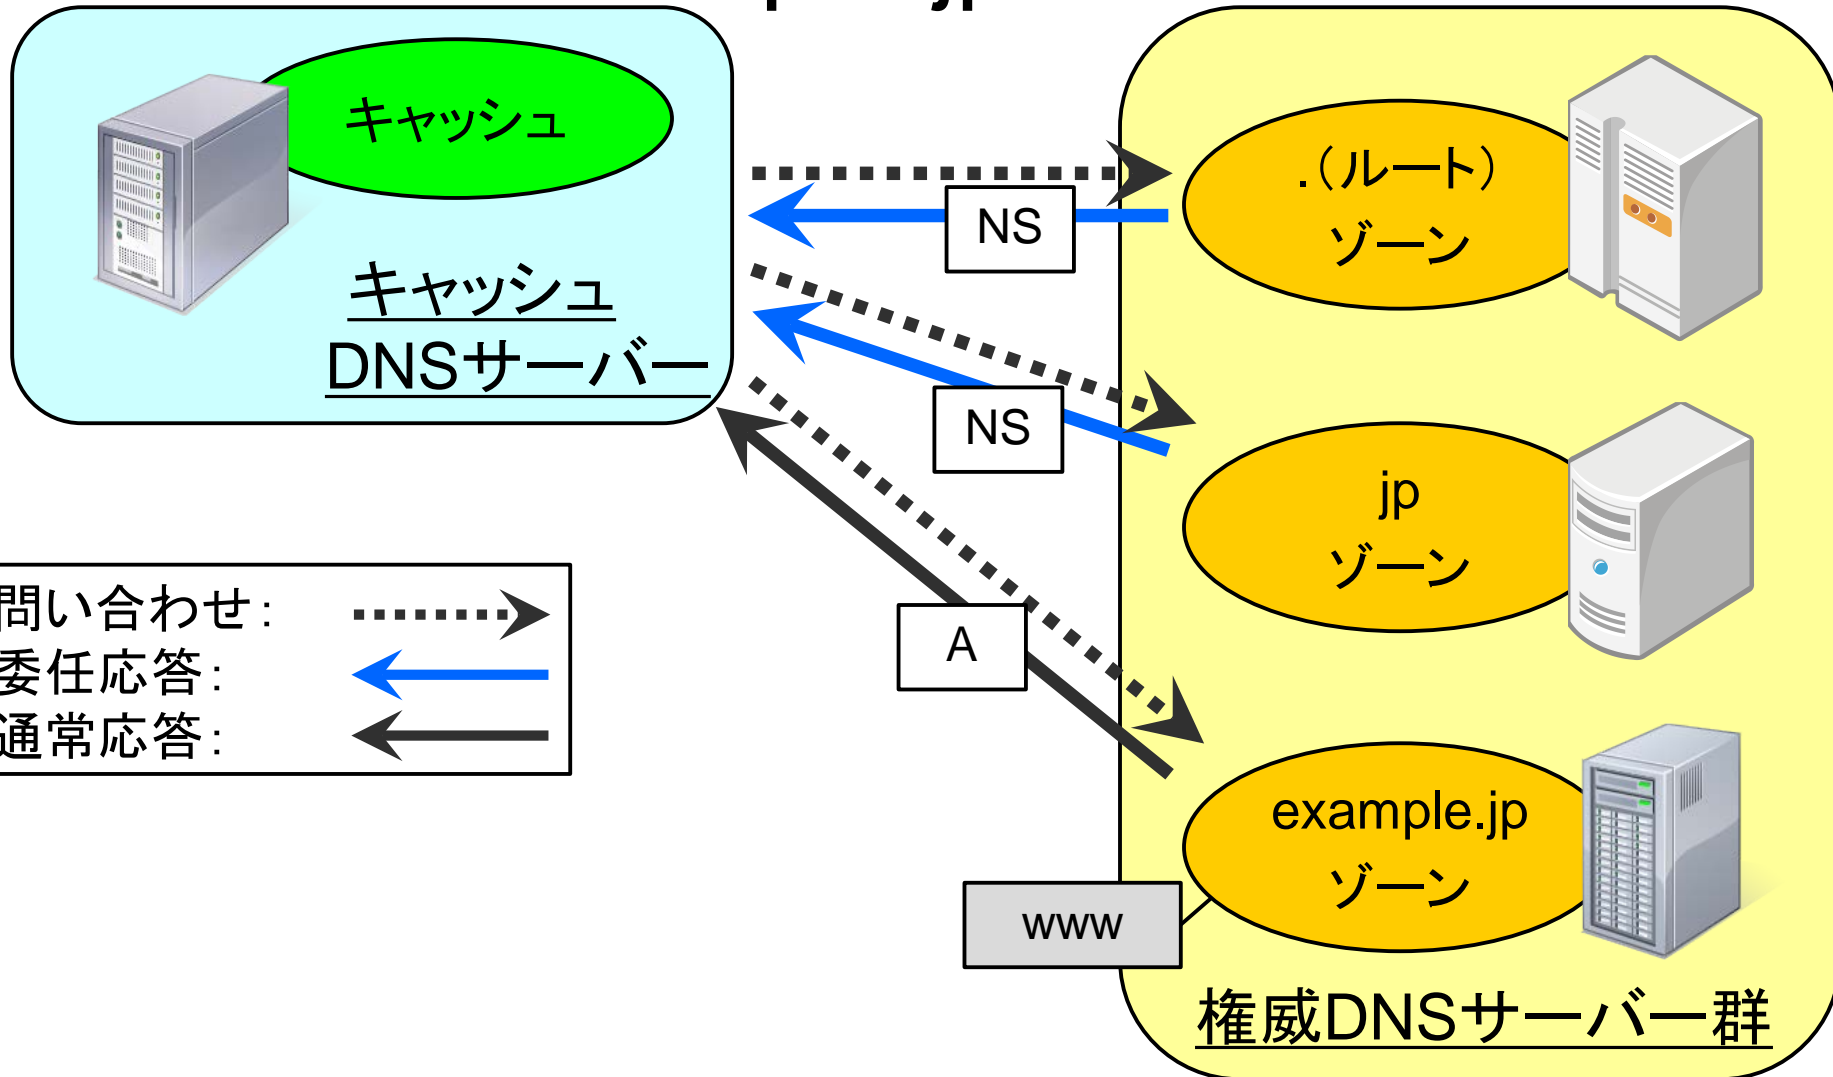 キャッシュ
キャッシュ
DNSサーバー
.(ルート)
ゾーン
NS
NS
jp
ゾーン
問い合わせ:
委任応答:
通常応答:
A
example.jp
ゾーン
www
権威DNSサーバー群